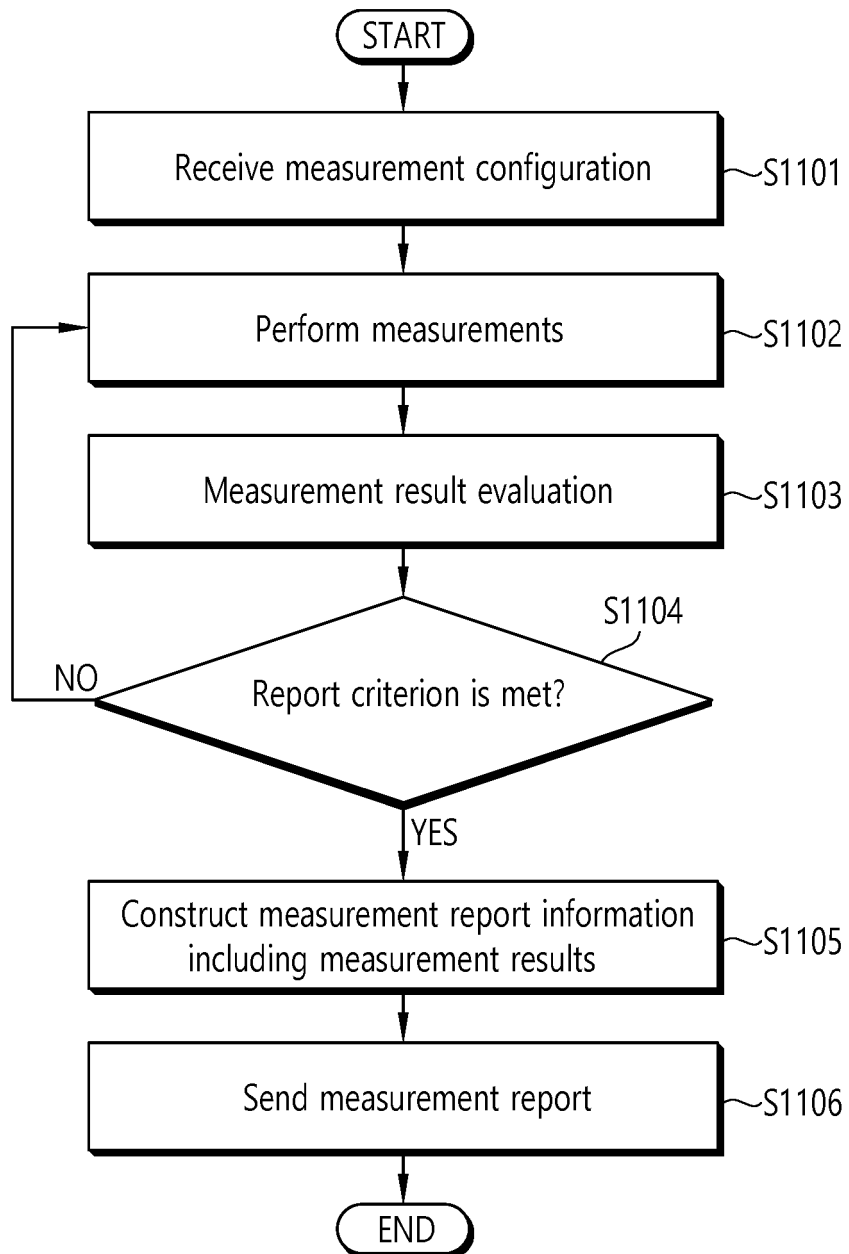 START
Receive measurement configuration
S1101
Perform measurements
S1102
Measurement result evaluation
S1103
S1104
NO
Report criterion is met?
YES
Construct measurement report information
including measurement results
S1105
Send measurement report
S1106
END